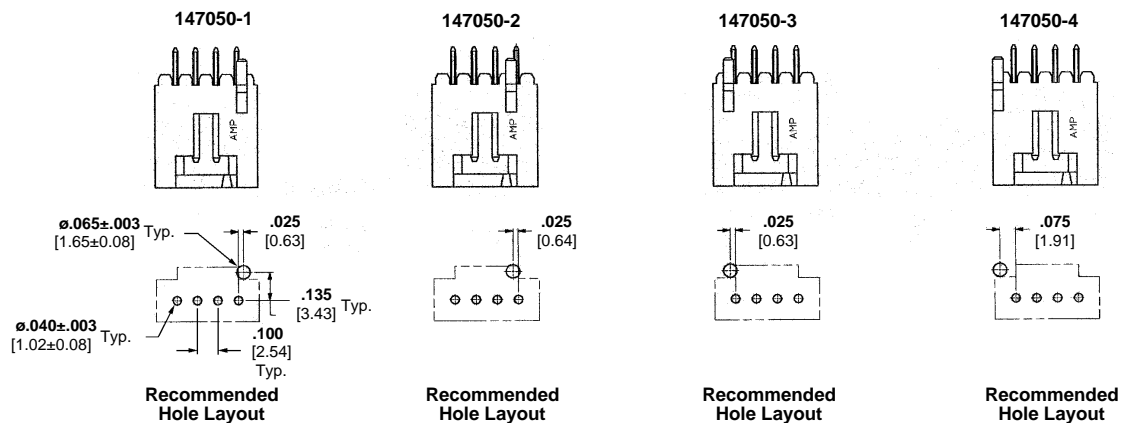 147050-1
147050-2
147050-3
147050-4
AMP
AMP
AMP
AMP
ø.065±.003
[1.65±0.08] Typ.
.025
[0.63]
.025
[0.64]
.025
[0.63]
.075
[1.91]
.135
[3.43] Typ.
ø.040±.003
[1.02±0.08] Typ.
.100
[2.54]
Typ.
Recommended
Hole Layout
Recommended
Hole Layout
Recommended
Hole Layout
Recommended
Hole Layout